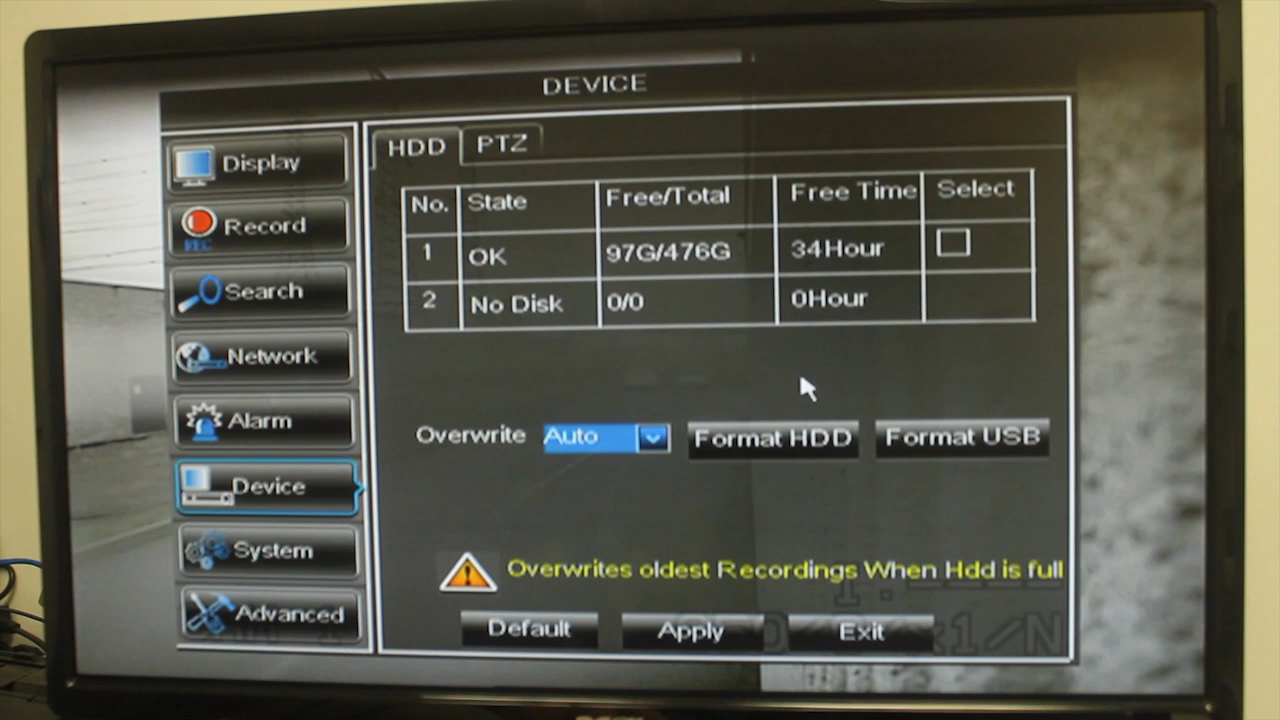 DEVICE
Display
Record
REC
Search
Network
Alarm
Device
System
Advanced
HDD PTZ
No. State Free/Total Free Time Select
1 OK 97G/476G 34Hour
2 No Disk 0/0 0Hour
Overwrite Auto Format HDD Format USB
Overwrites oldest Recordings When Hdd is full
Default Apply Exit